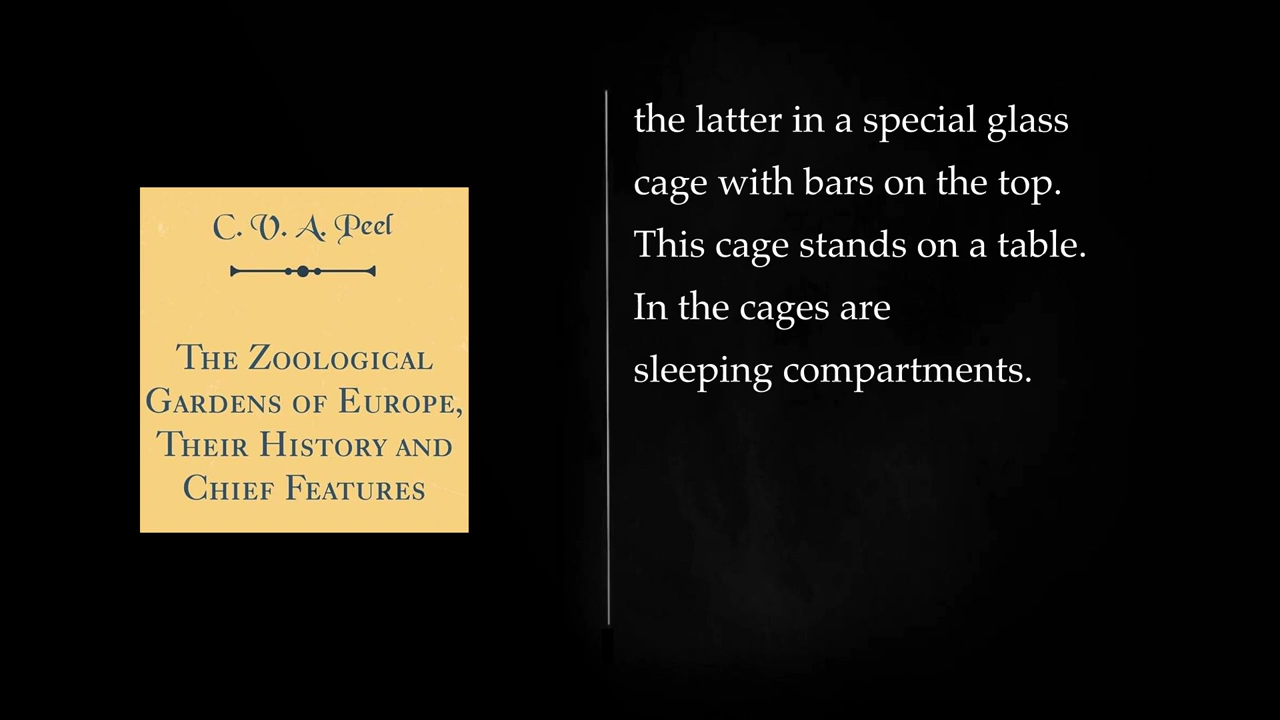 C. V. A. Peel
The Zoological
Gardens of Europe,
Their History and
Chief Features
the latter in a special glass
cage with bars on the top.
This cage stands on a table.
In the cages are
sleeping compartments.